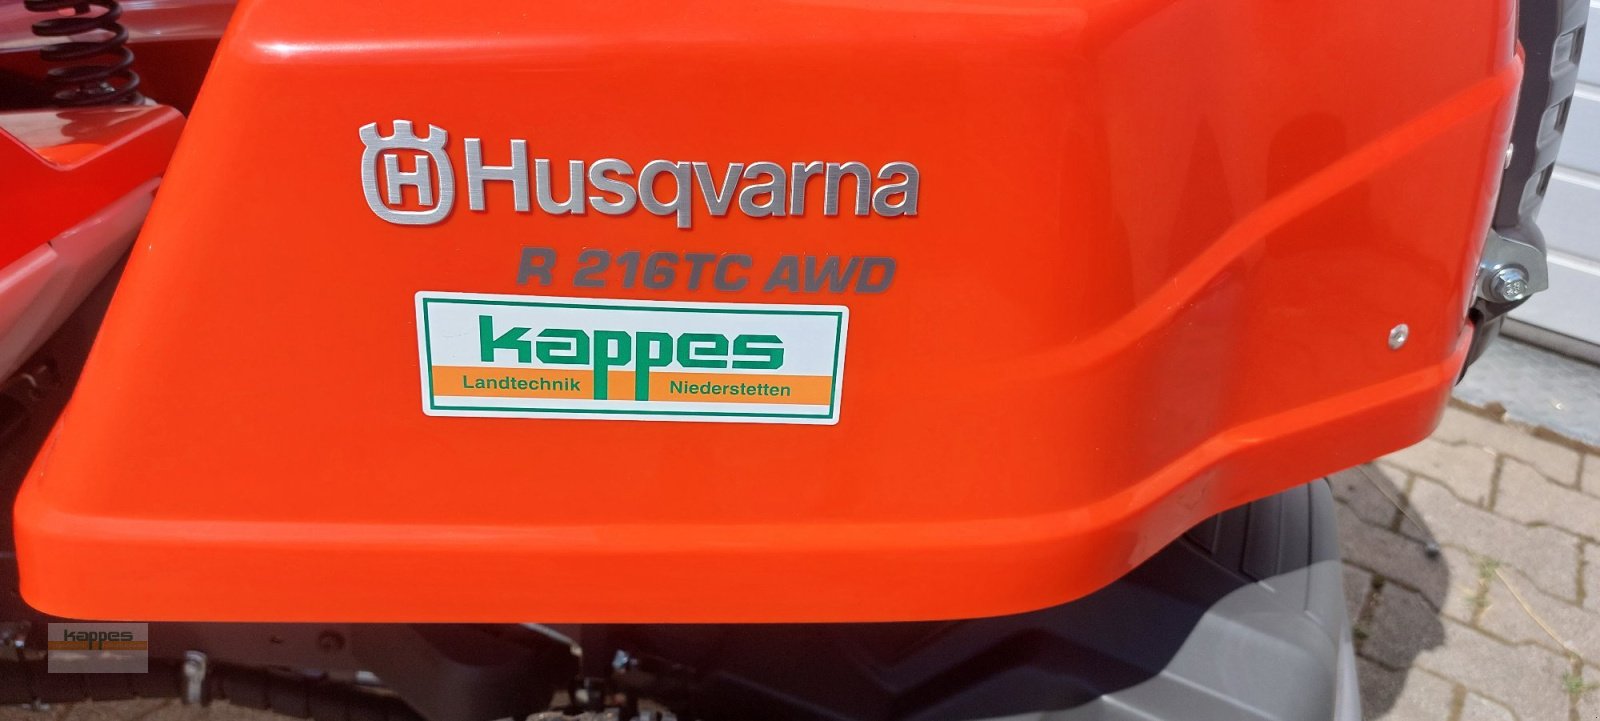 H Husqvarna
R 216TC AWD
kappes
Landtechnik Niederstetten
kappes